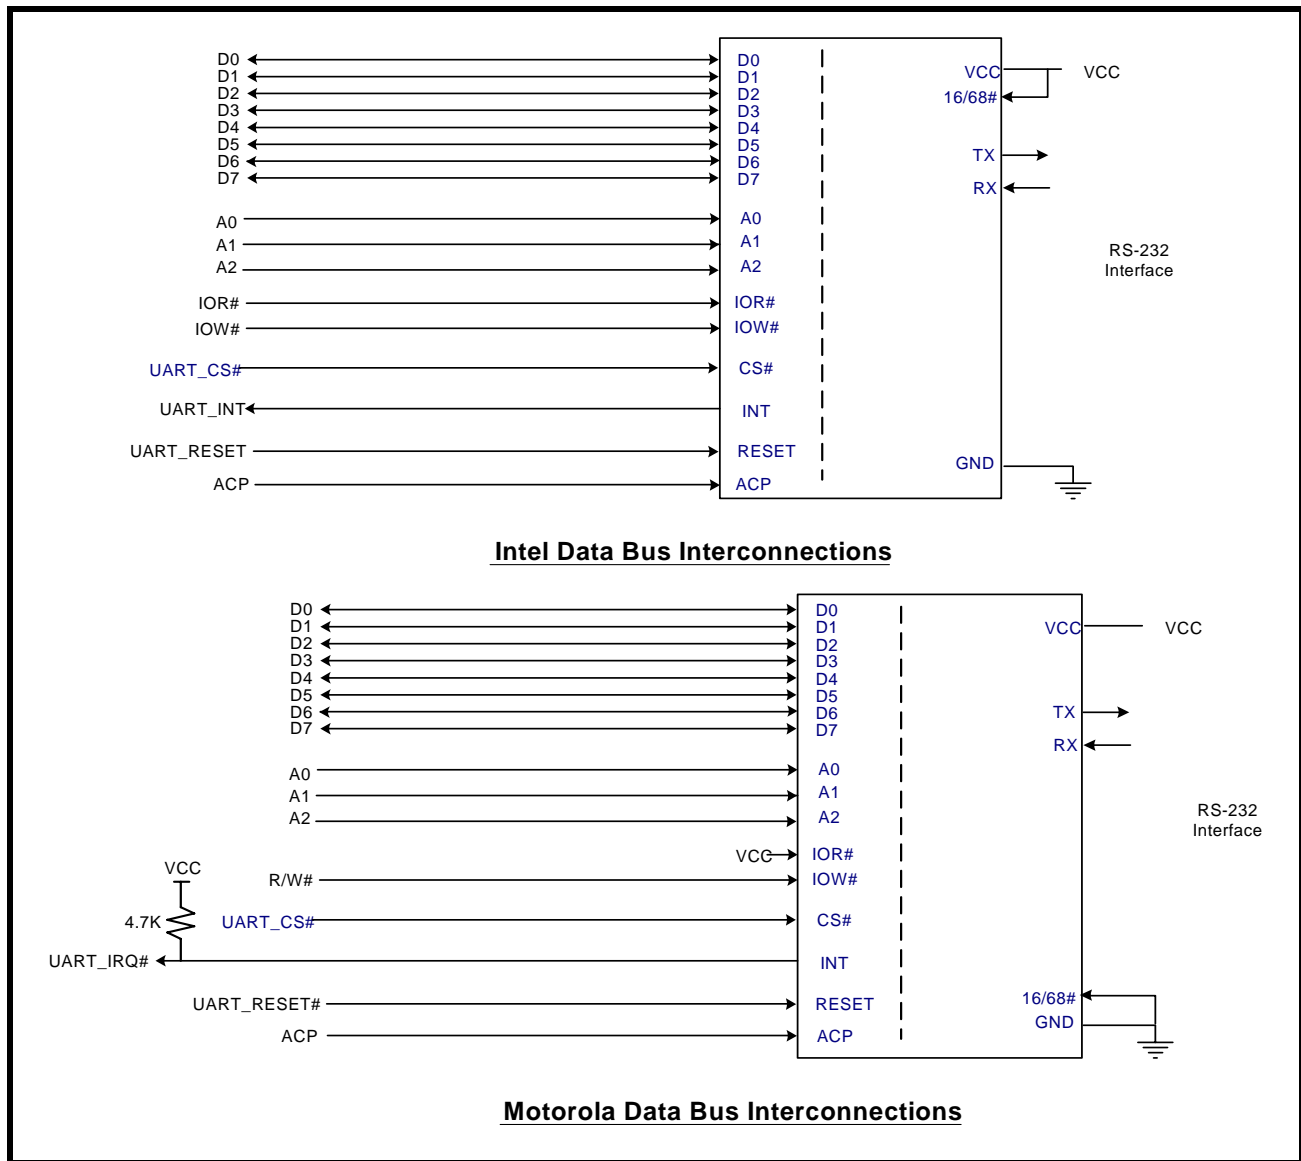 D0 D0
D1 D1
D2 D2
D3 D3
D4 D4
D5 D5
D6 D6
D7 D7
A0 A0
A1 A1
A2 A2
IOR# IOR#
IOW# IOW#
UART_CS# CS#
UART_INT INT
UART_RESET RESET
ACP ACP
VCC VCC
16/68#
TX
RX
RS-232
Interface
GND
Intel Data Bus Interconnections
D0 D0
D1 D1
D2 D2
D3 D3
D4 D4
D5 D5
D6 D6
D7 D7
A0 A0
A1 A1
A2 A2
VCC IOR#
R/W# IOW#
VCC
4.7K
UART_CS# CS#
UART_IRQ# INT
UART_RESET# RESET
ACP ACP
VCC VCC
TX
RX
RS-232
Interface
16/68#
GND
Motorola Data Bus Interconnections